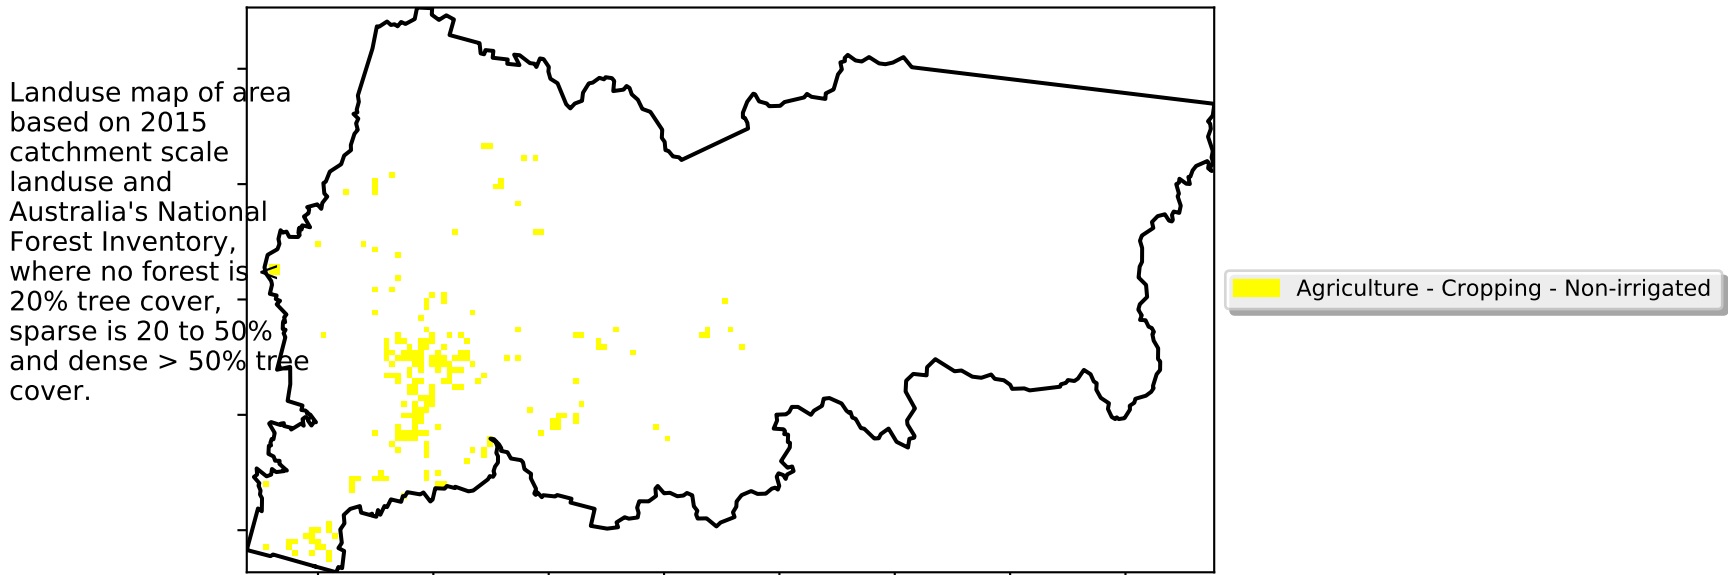 Landuse map of area
based on 2015
catchment scale
landuse and
Australia's National
Forest Inventory,
where no forest is <
20% tree cover,
sparse is 20 to 50%
and dense > 50% tree
cover.
Agriculture - Cropping - Non-irrigated